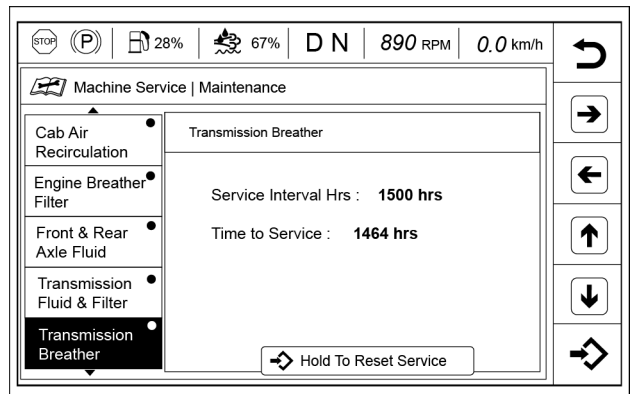 STOP (P) 28% 67% D N 890 RPM 0.0 km/h
Machine Service | Maintenance
Cab Air
Recirculation
Engine Breather
Filter
Front & Rear
Axle Fluid
Transmission
Fluid & Filter
Transmission
Breather
Transmission Breather
Service Interval Hrs : 1500 hrs
Time to Service : 1464 hrs
Hold To Reset Service